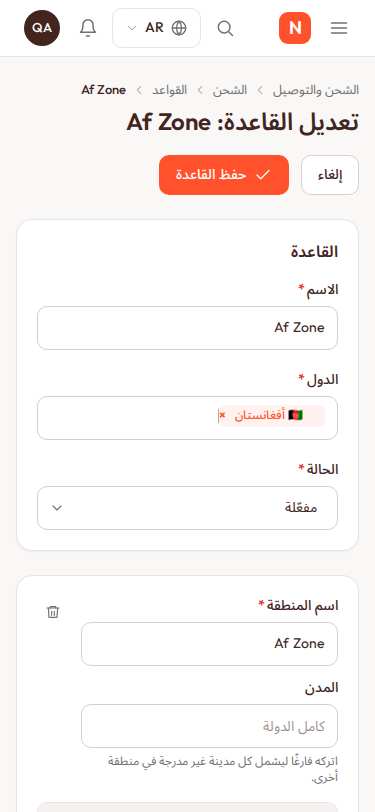 N
AR
QA
الشحن والتوصيل > الشحن > القواعد > Af Zone
تعديل القاعدة: Af Zone
إلغاء
حفظ القاعدة
القاعدة
الاسم *
Af Zone
الدول *
🇦🇫 أفغانستان ×
الحالة *
مفعّلة
اسم المنطقة *
Af Zone
المدن
كامل الدولة
اتركه فارغًا ليشمل كل مدينة غير مدرجة في منطقة
أخرى.